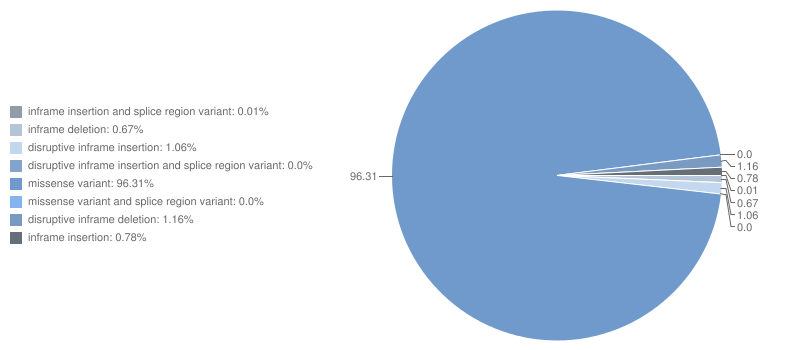 inframe insertion and splice region variant: 0.01%
inframe deletion: 0.67%
disruptive inframe insertion: 1.06%
disruptive inframe insertion and splice region variant: 0.0%
missense variant: 96.31%
missense variant and splice region variant: 0.0%
disruptive inframe deletion: 1.16%
inframe insertion: 0.78%
96.31
0.0
1.16
0.78
0.01
0.67
1.06
0.0